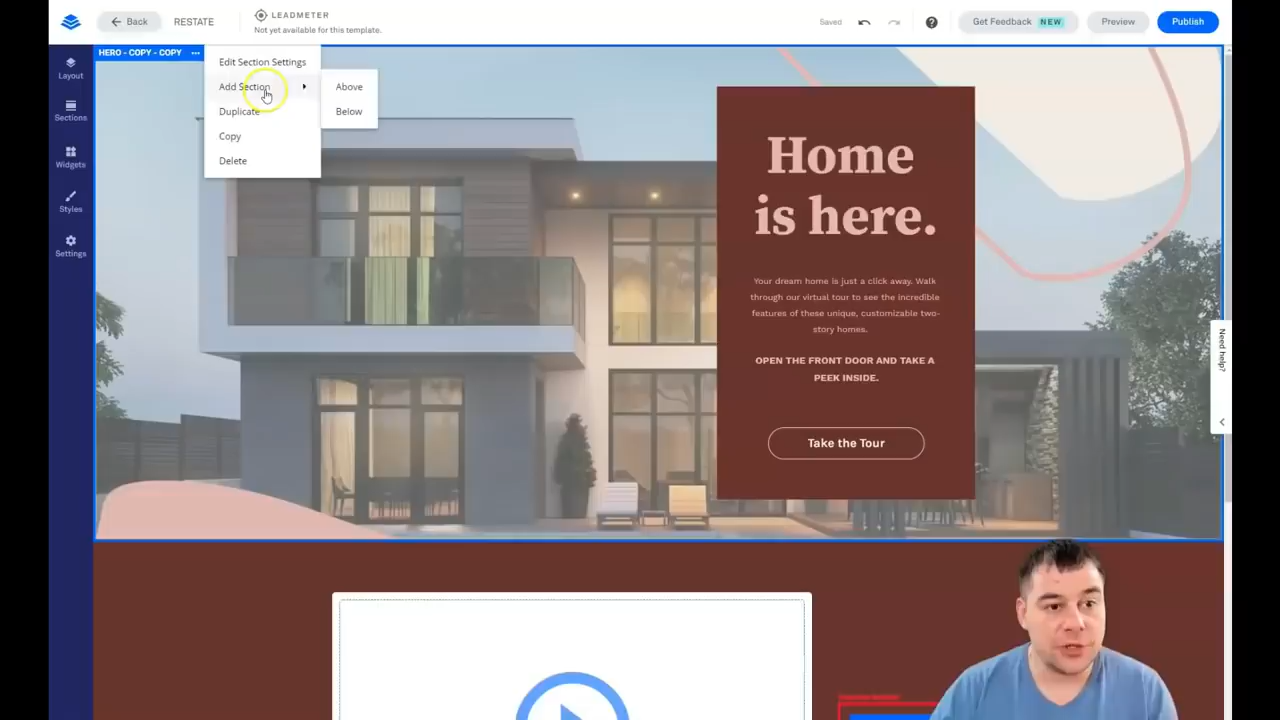 Back
RESTATE
LEADMETER
Not yet available for this template.
Saved
Get Feedback NEW
Preview
Publish
HERO - COPY - COPY
Layout
Sections
Widgets
Styles
Settings
Edit Section Settings
Add Section
Above
Duplicate
Below
Copy
Delete
Home
is here.
Your dream home is just a click away. Walk
through our virtual tour to see the incredible
features of these unique, customizable two-
story homes.
OPEN THE FRONT DOOR AND TAKE A
PEEK INSIDE.
Take the Tour
Need help?